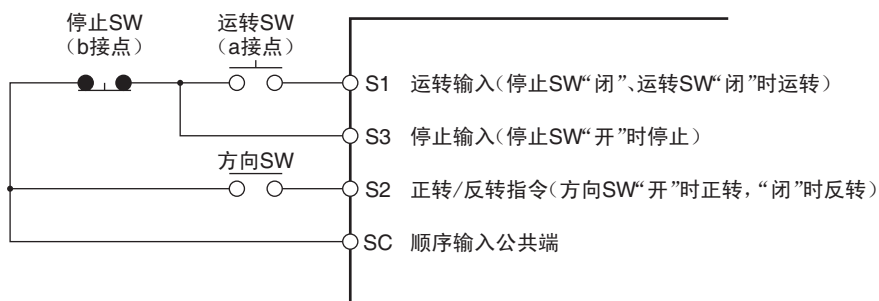 停止SW
（b接点）
运转SW
（a接点）
S1 运转输入（停止SW“闭”、运转SW“闭”时运转）
S3 停止输入（停止SW“开”时停止）
方向SW
S2 正转/反转指令（方向SW“开”时正转，“闭”时反转）
SC 顺序输入公共端